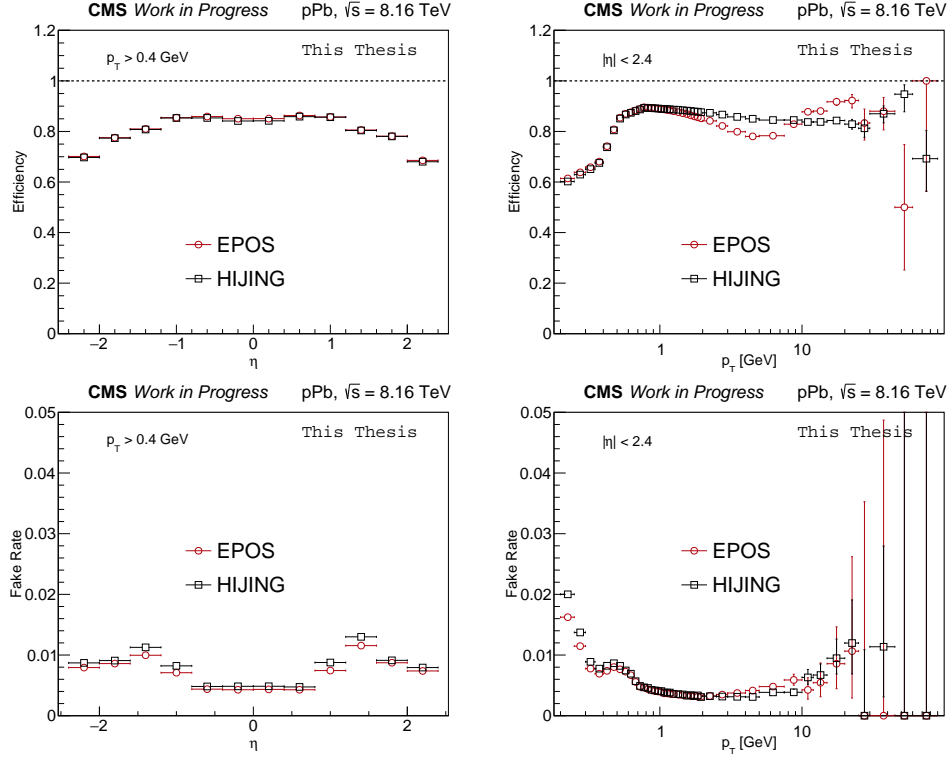 CMS Work in Progress pPb, √s = 8.16 TeV
p_T > 0.4 GeV This Thesis
Efficiency
1.2
1
0.8
0.6
0.4
0.2
0
EPOS
HIJING
−2 −1 0 1 2
η
CMS Work in Progress pPb, √s = 8.16 TeV
|η| < 2.4 This Thesis
Efficiency
1.2
1
0.8
0.6
0.4
0.2
0
EPOS
HIJING
1 10
p_T [GeV]
CMS Work in Progress pPb, √s = 8.16 TeV
p_T > 0.4 GeV This Thesis
Fake Rate
0.05
0.04
0.03
0.02
0.01
0
EPOS
HIJING
−2 −1 0 1 2
η
CMS Work in Progress pPb, √s = 8.16 TeV
|η| < 2.4 This Thesis
Fake Rate
0.05
0.04
0.03
0.02
0.01
0
EPOS
HIJING
1 10
p_T [GeV]